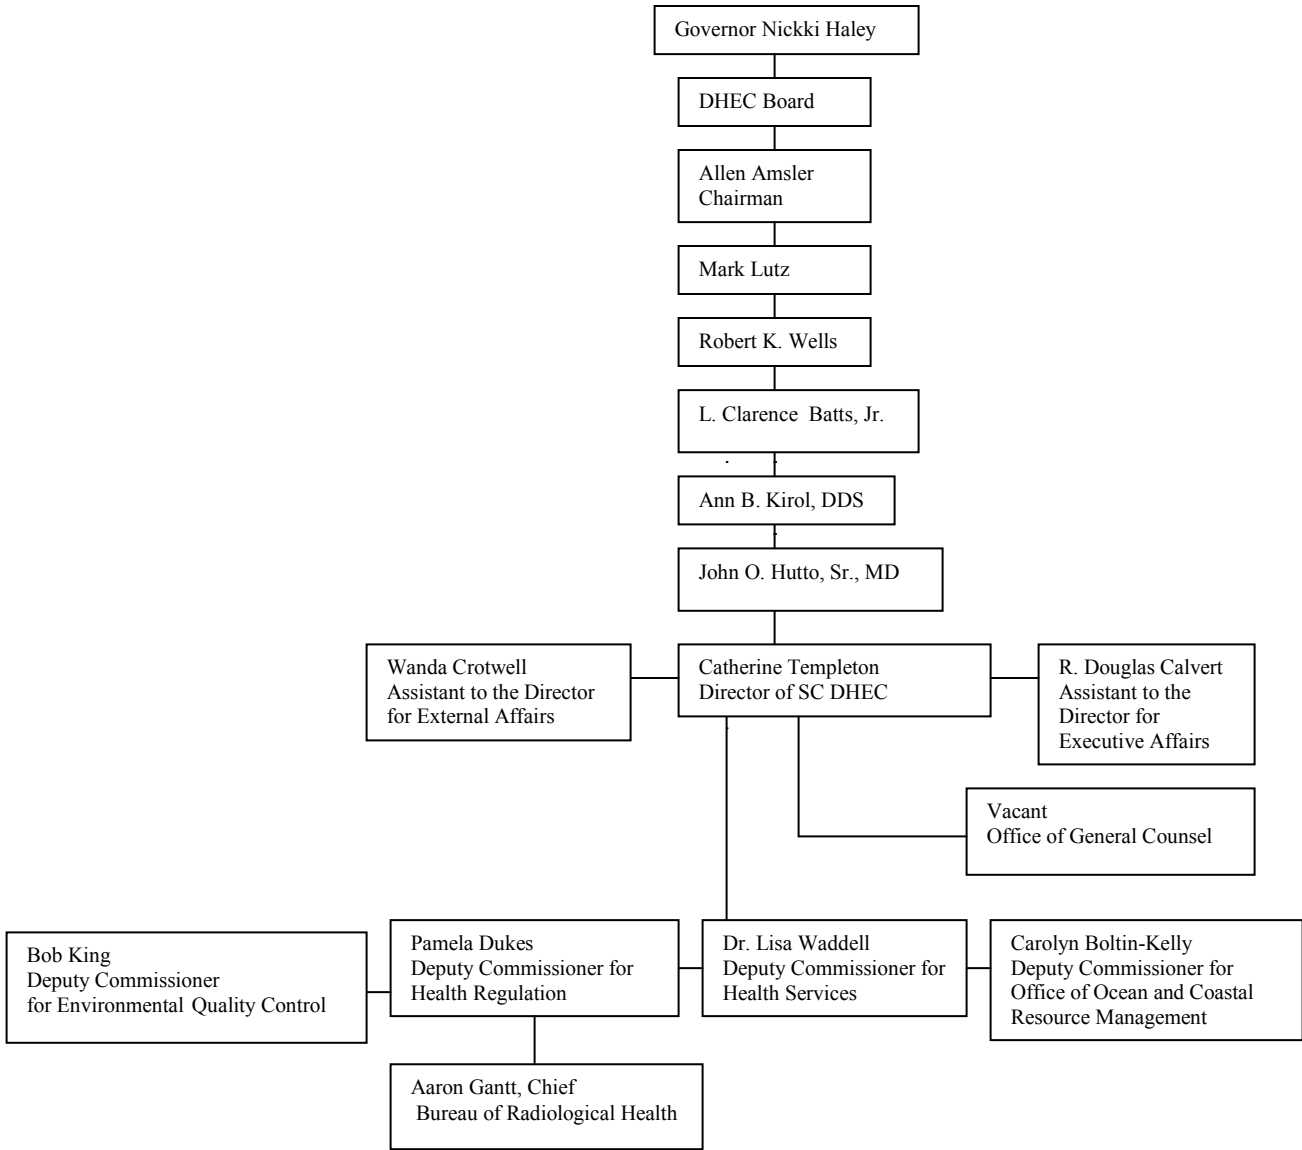 Governor Nickki Haley
DHEC Board
Allen Amsler
Chairman
Mark Lutz
Robert K. Wells
L. Clarence Batts, Jr.
Ann B. Kirol, DDS
John O. Hutto, Sr., MD
Wanda Crotwell
Assistant to the Director
for External Affairs
Catherine Templeton
Director of SC DHEC
R. Douglas Calvert
Assistant to the
Director for
Executive Affairs
Vacant
Office of General Counsel
Bob King
Deputy Commissioner
for Environmental Quality Control
Pamela Dukes
Deputy Commissioner for
Health Regulation
Dr. Lisa Waddell
Deputy Commissioner for
Health Services
Carolyn Boltin-Kelly
Deputy Commissioner for
Office of Ocean and Coastal
Resource Management
Aaron Gantt, Chief
Bureau of Radiological Health